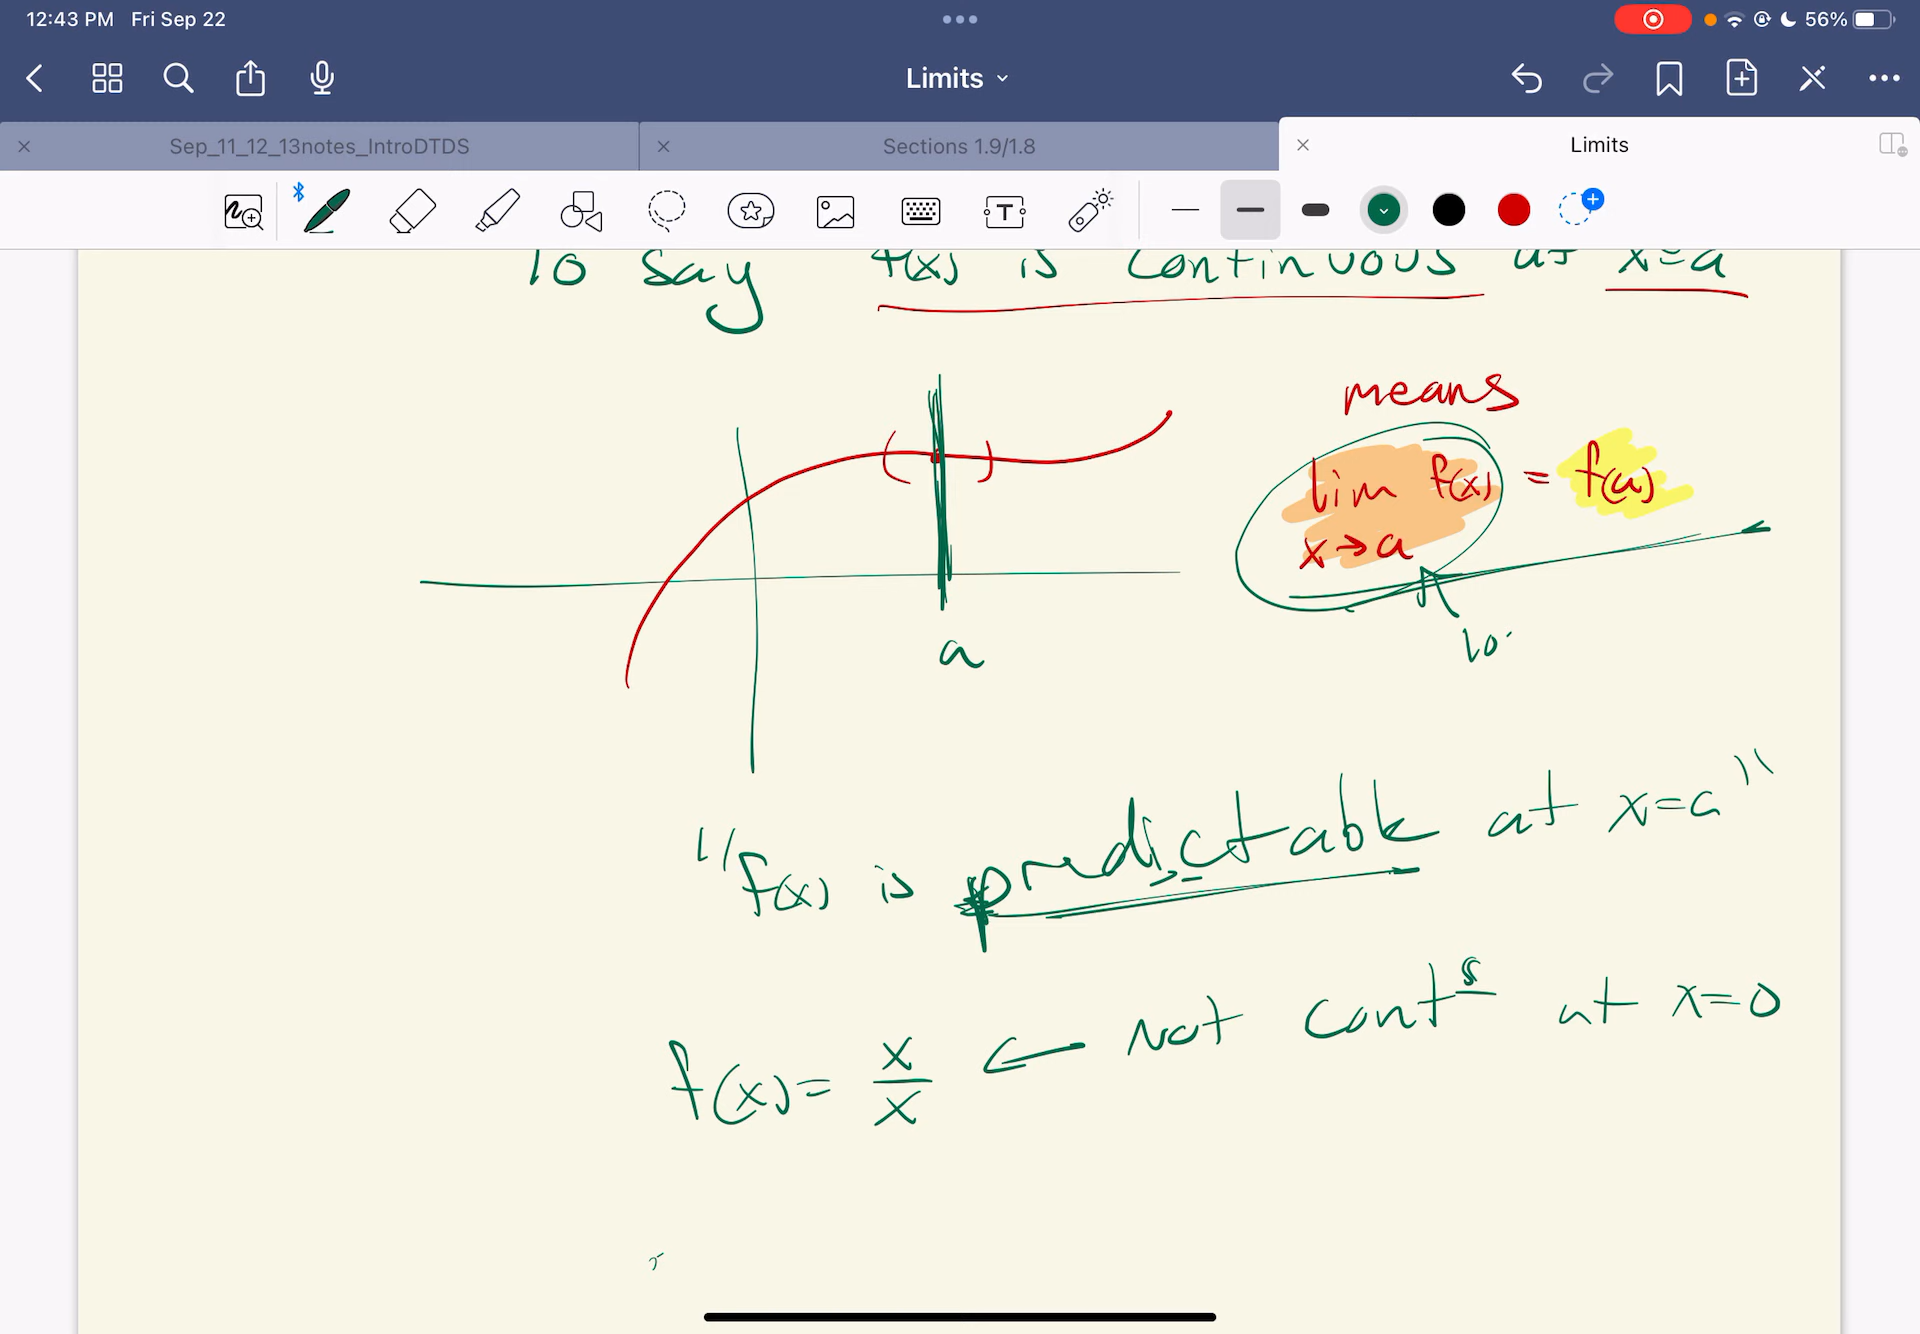 12:43 PM Fri Sep 22
56%
Limits
Sep_11_12_13notes_IntroDTDS
Sections 1.9/1.8
Limits
To say f(x) is continuous at x=a
means
lim f(x) = f(a)
x→a
a
"f(x) is predictable at x=a"
f(x)= x/x ← Not contˢ at x=0